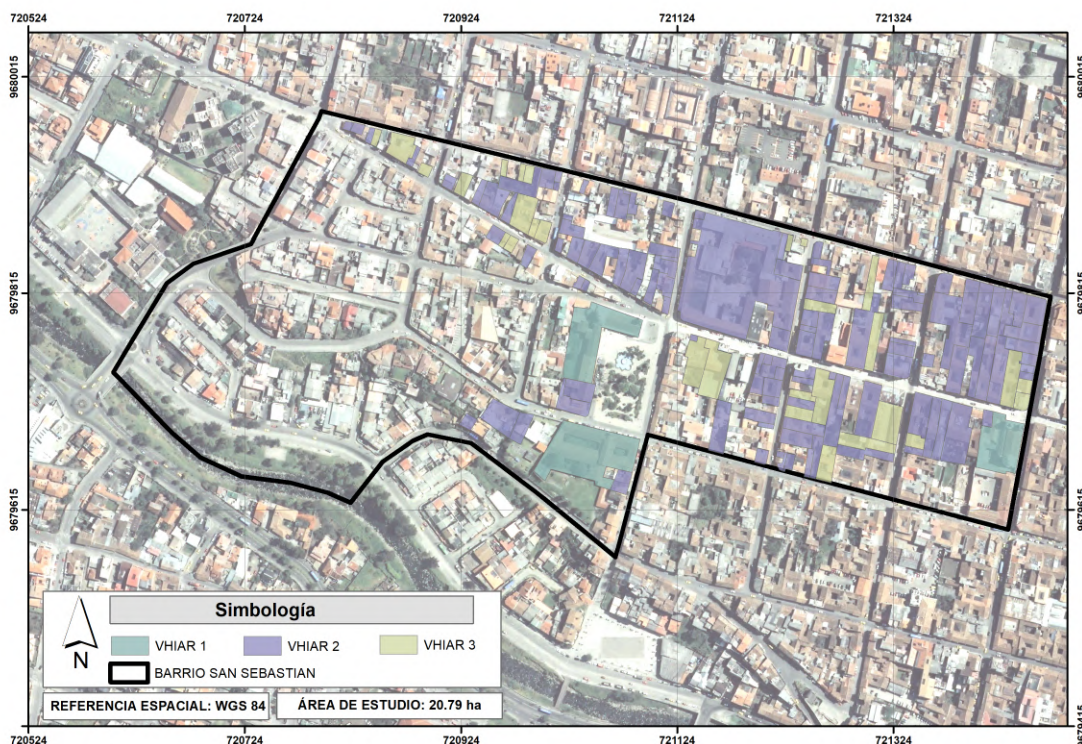 720524 720724 720924 721124 721324
9680015 9680015
9679815 9679815
9679615 9679615
9679415
Simbología
VHIAR 1 VHIAR 2 VHIAR 3
N
BARRIO SAN SEBASTIAN
REFERENCIA ESPACIAL: WGS 84 ÁREA DE ESTUDIO: 20.79 ha
720524 720724 720924 721124 721324